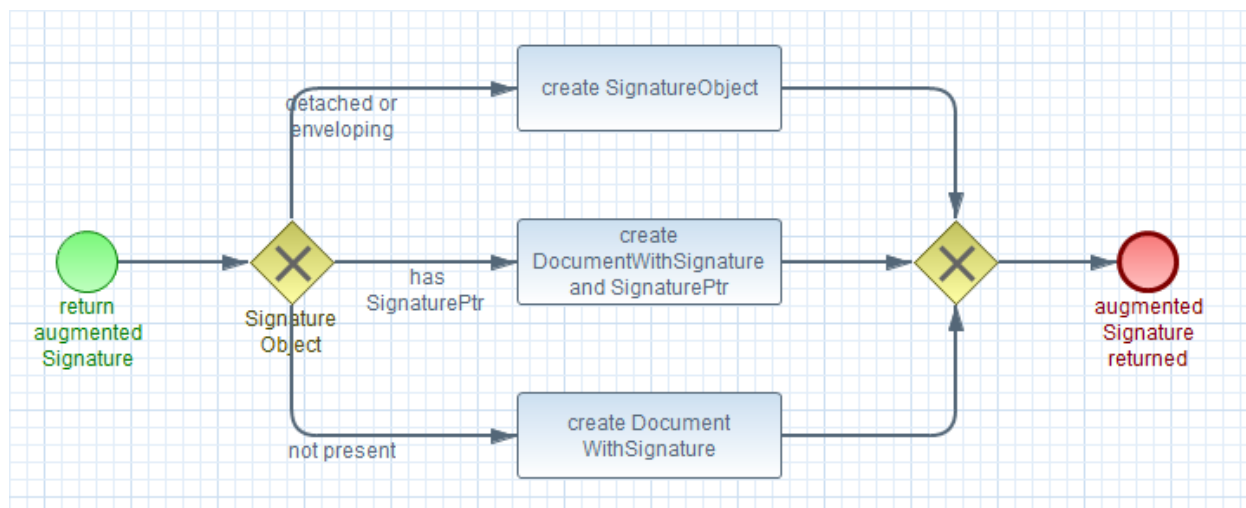 create SignatureObject
detached or
enveloping
create
DocumentWithSignature
and SignaturePtr
has
SignaturePtr
return
augmented
Signature
Signature
Object
augmented
Signature
returned
create Document
WithSignature
not present